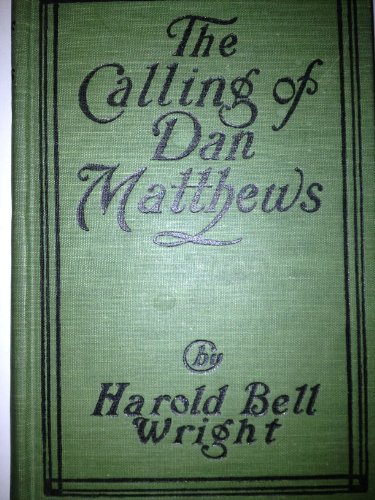 The
Calling of
Dan
Matthews
by
Harold Bell
Wright